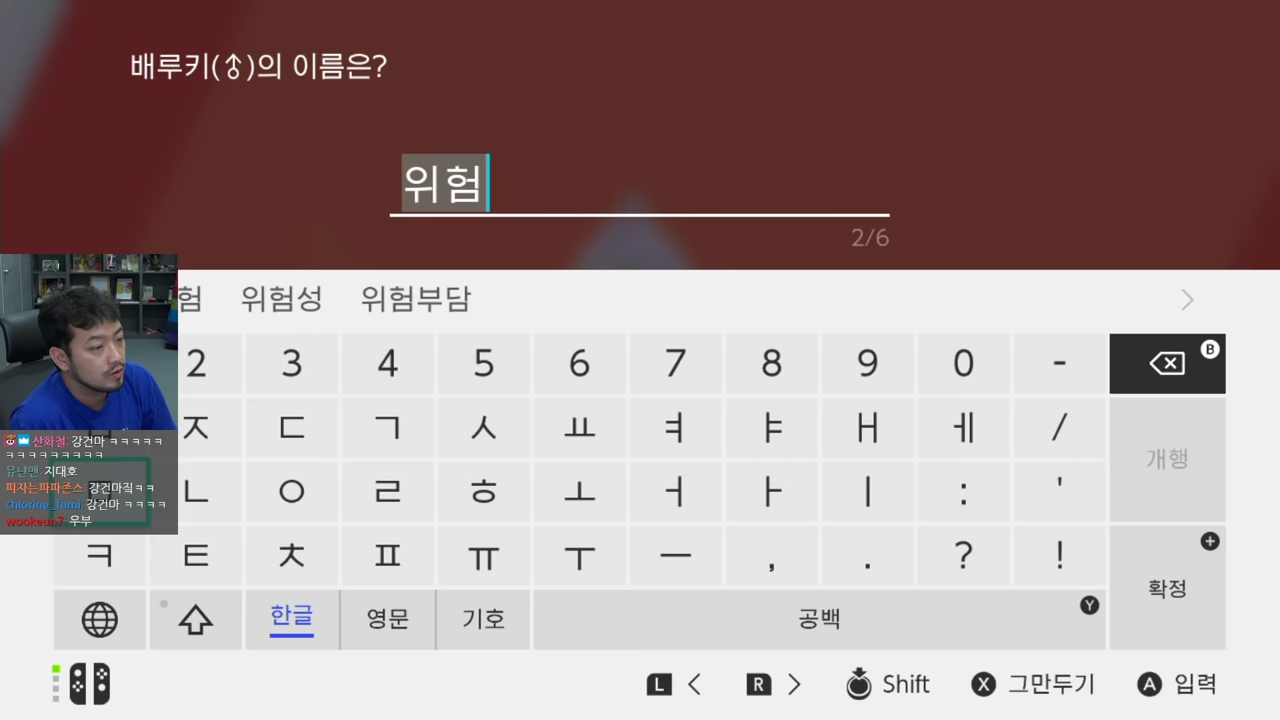 배루키(♂)의 이름은?
위험
2/6
험 위험성 위험부담
2 3 4 5 6 7 8 9 0 - B
ㅈ ㄷ ㄱ ㅅ ㅛ ㅕ ㅑ ㅐ ㅔ /
개행
ㄴ ㅇ ㄹ ㅎ ㅗ ㅓ ㅏ ㅣ : '
ㅋ ㅌ ㅊ ㅍ ㅠ ㅜ ㅡ , . ? !
확정
한글 영문 기호 공백 Y
L < R > Shift X 그만두기 A 입력
산화철: 강건마 ㅋㅋㅋㅋㅋ
ㅋㅋㅋㅋㅋㅋㅋㅋㅋ
유난맨: 지대호
피자는파파존스: 강건마짘ㅋㅋ
chlorine_Jumi: 강건마 ㅋㅋㅋㅋ
wookeun7: 우부